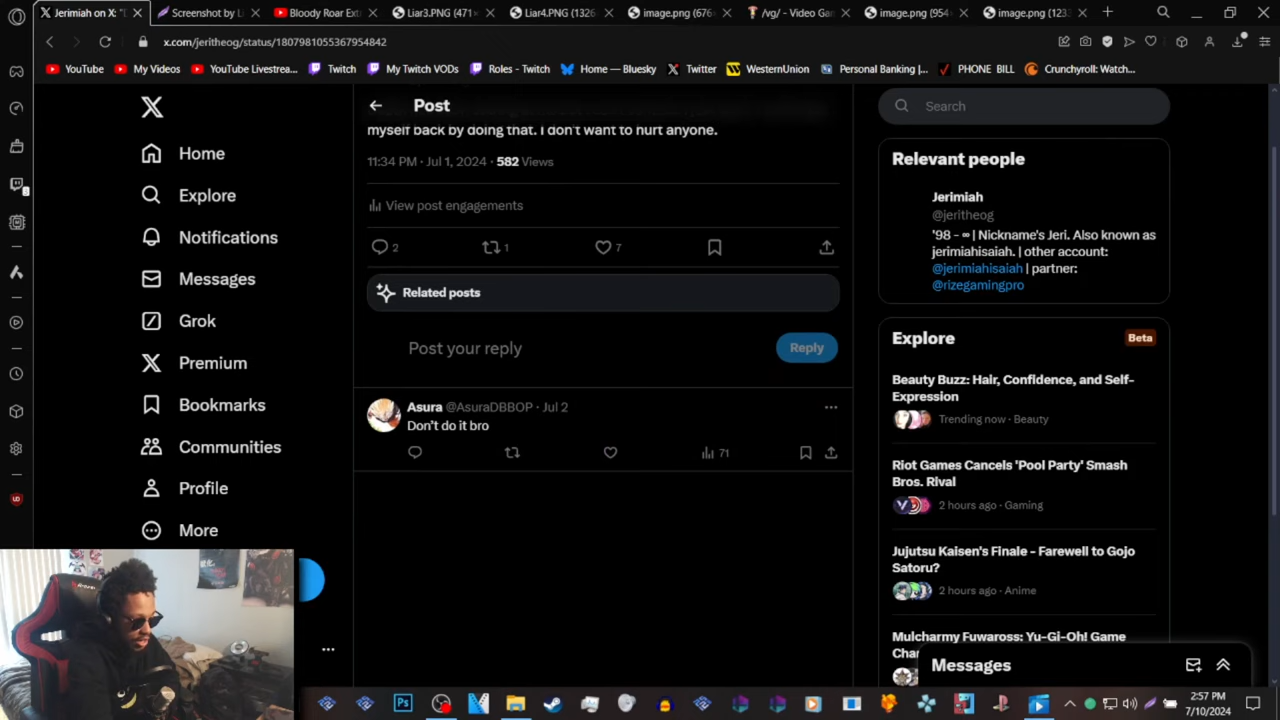 Jerimiah on X: "
Screenshot by Li
Bloody Roar Ext
Liar3.PNG (471×
Liar4.PNG (1326
image.png (676×
/vg/ - Video Gam
image.png (954×
image.png (1233
x.com/jeritheog/status/1807981055367954842
YouTube
My Videos
YouTube Livestrea...
Twitch
My Twitch VODs
Roles - Twitch
Home — Bluesky
Twitter
WesternUnion
Personal Banking |...
PHONE BILL
Crunchyroll: Watch...
Home
Explore
Notifications
Messages
Grok
Premium
Bookmarks
Communities
Profile
More
Post
myself back by doing that. i don't want to hurt anyone.
11:34 PM · Jul 1, 2024 · 582 Views
View post engagements
2
1
7
Related posts
Post your reply
Reply
Asura @AsuraDBBOP · Jul 2
Don't do it bro
71
Search
Relevant people
Jerimiah
@jeritheog
'98 - ∞ | Nickname's Jeri. Also known as
jerimiahisaiah. | other account:
@jerimiahisaiah | partner:
@rizegamingpro
Explore
Beta
Beauty Buzz: Hair, Confidence, and Self-
Expression
Trending now · Beauty
Riot Games Cancels 'Pool Party' Smash
Bros. Rival
2 hours ago · Gaming
Jujutsu Kaisen's Finale - Farewell to Gojo
Satoru?
2 hours ago · Anime
Mulcharmy Fuwaross: Yu-Gi-Oh! Game
Messages
2:57 PM
7/10/2024